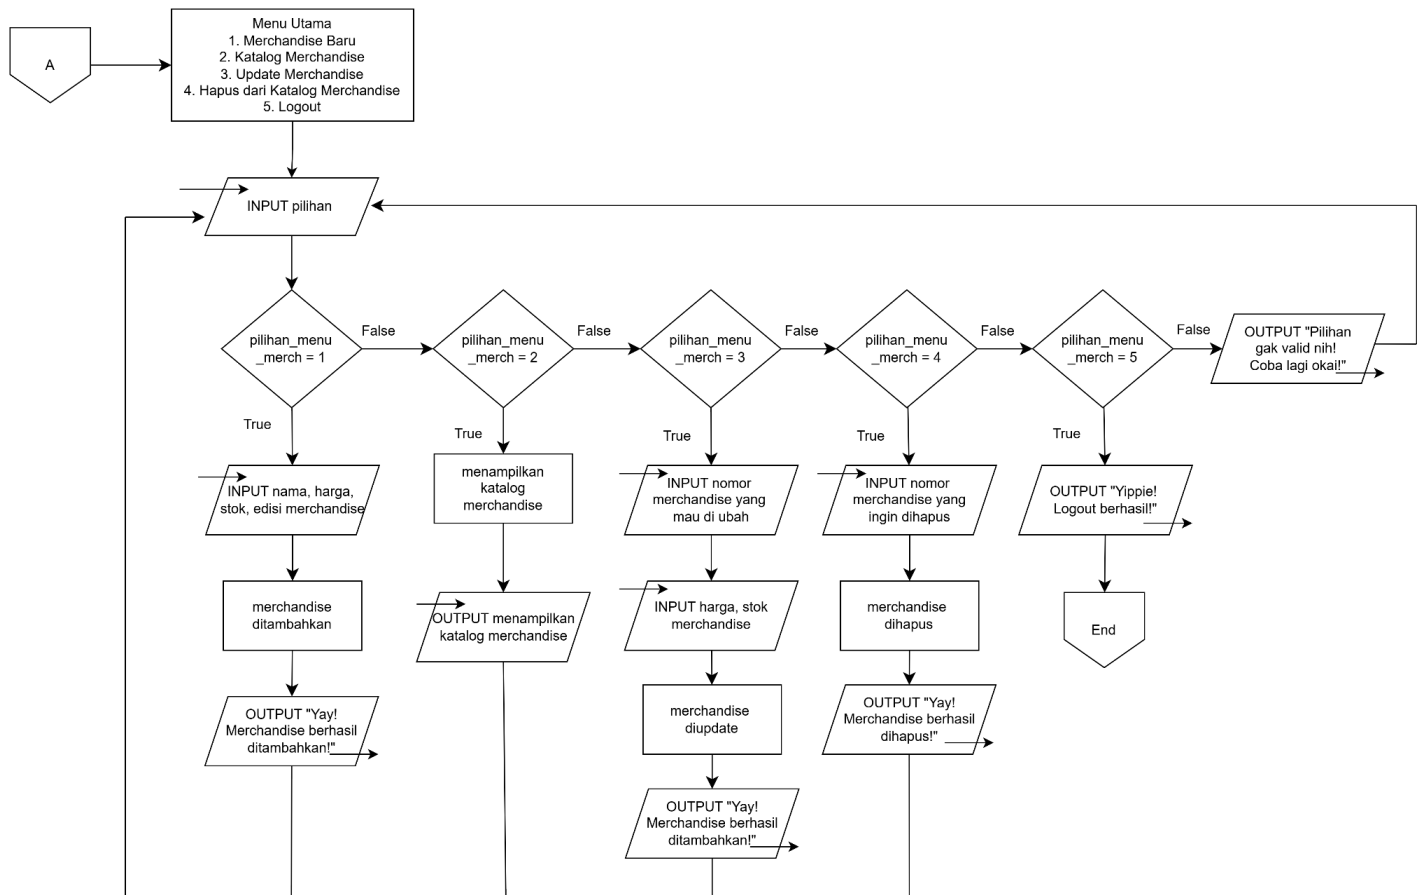 A
Menu Utama
1. Merchandise Baru
2. Katalog Merchandise
3. Update Merchandise
4. Hapus dari Katalog Merchandise
5. Logout
INPUT pilihan
pilihan_menu
_merch = 1
False
pilihan_menu
_merch = 2
False
pilihan_menu
_merch = 3
False
pilihan_menu
_merch = 4
False
pilihan_menu
_merch = 5
False
OUTPUT "Pilihan
gak valid nih!
Coba lagi okai!"
True
True
True
True
True
INPUT nama, harga,
stok, edisi merchandise
merchandise
ditambahkan
OUTPUT "Yay!
Merchandise berhasil
ditambahkan!"
menampilkan
katalog
merchandise
OUTPUT menampilkan
katalog merchandise
INPUT nomor
merchandise yang
mau di ubah
INPUT harga, stok
merchandise
merchandise
diupdate
OUTPUT "Yay!
Merchandise berhasil
ditambahkan!"
INPUT nomor
merchandise yang
ingin dihapus
merchandise
dihapus
OUTPUT "Yay!
Merchandise berhasil
dihapus!"
OUTPUT "Yippie!
Logout berhasil!"
End